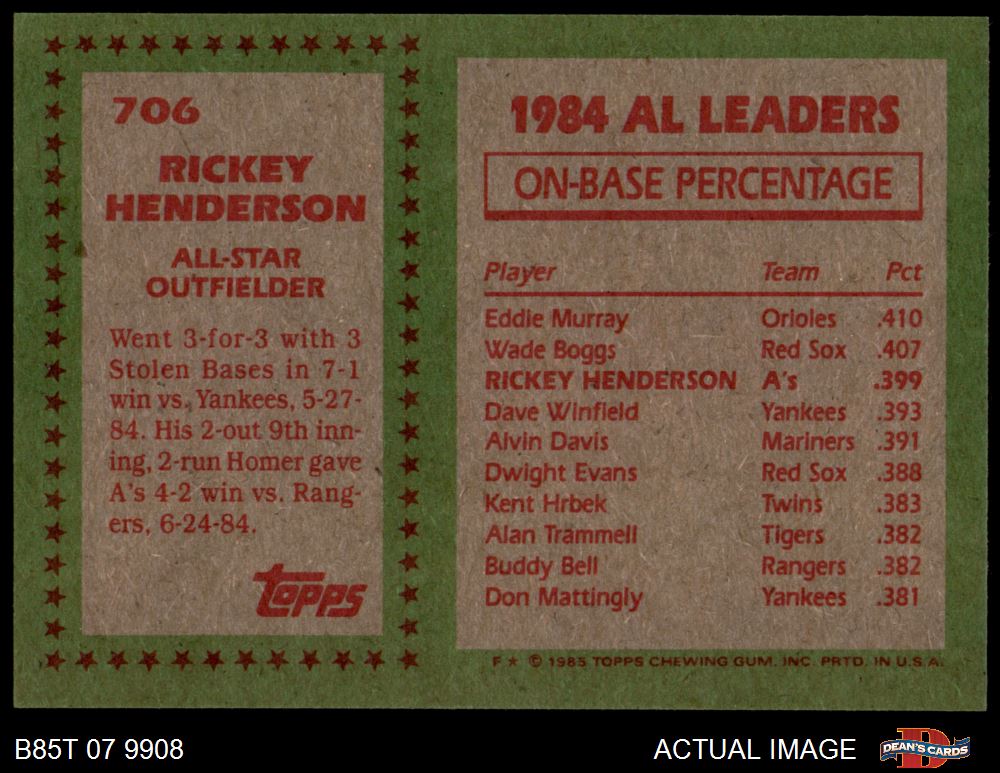 706
RICKEY
HENDERSON
ALL-STAR
OUTFIELDER
Went 3-for-3 with 3
Stolen Bases in 7-1
win vs. Yankees, 5-27-
84. His 2-out 9th inn-
ing, 2-run Homer gave
A's 4-2 win vs. Rang-
ers, 6-24-84.
topps
1984 AL LEADERS
ON-BASE PERCENTAGE
Player Team Pct
Eddie Murray Orioles .410
Wade Boggs Red Sox .407
RICKEY HENDERSON A's .399
Dave Winfield Yankees .393
Alvin Davis Mariners .391
Dwight Evans Red Sox .388
Kent Hrbek Twins .383
Alan Trammell Tigers .382
Buddy Bell Rangers .382
Don Mattingly Yankees .381
F ★ © 1985 TOPPS CHEWING GUM, INC. PRTD. IN U.S.A.
B85T 07 9908
ACTUAL IMAGE
DEAN'S CARDS